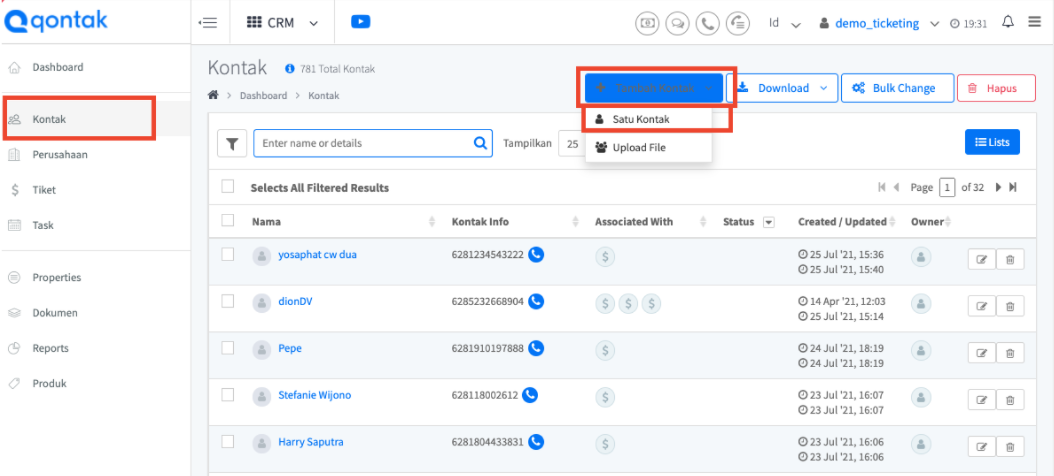 qontak
CRM
Id
demo_ticketing
19:31
Dashboard
Kontak
Perusahaan
Tiket
Task
Properties
Dokumen
Reports
Produk
Kontak 781 Total Kontak
Dashboard > Kontak
Tambah Kontak
Download
Bulk Change
Hapus
Satu Kontak
Upload File
Enter name or details
Tampilkan 25
Lists
Selects All Filtered Results
Page 1 of 32
Nama Kontak Info Associated With Status Created / Updated Owner
yosaphat cw dua 6281234543222 $ 25 Jul '21, 15:36
25 Jul '21, 15:40
dionDV 6285232668904 $ $ $ 14 Apr '21, 12:03
25 Jul '21, 15:14
Pepe 6281910197888 $ 24 Jul '21, 18:19
24 Jul '21, 18:19
Stefanie Wijono 628118002612 $ 23 Jul '21, 16:07
23 Jul '21, 16:07
Harry Saputra 6281804433831 $ 23 Jul '21, 16:06
23 Jul '21, 16:06